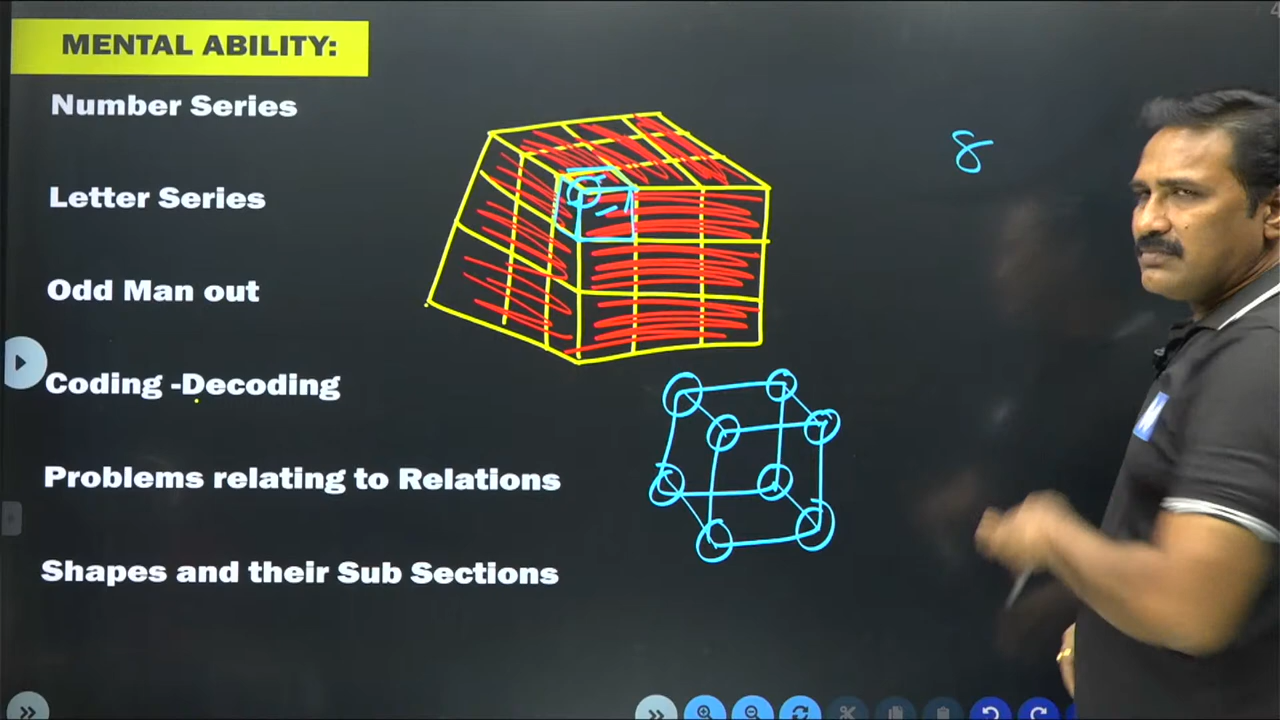 MENTAL ABILITY:
Number Series
8
Letter Series
Odd Man out
Coding -Decoding
Problems relating to Relations
Shapes and their Sub Sections